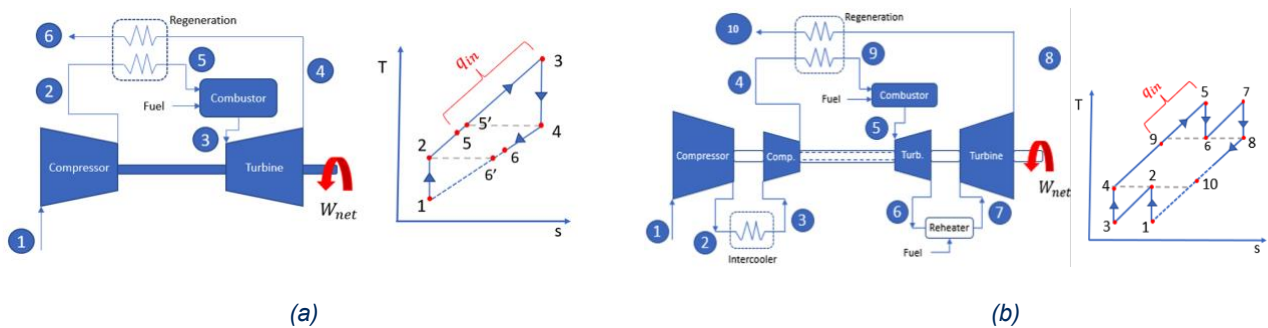 Regeneration
6
5
2
4
Combustor
Fuel
3
Compressor
Turbine
W_net
1
T
q_in
3
5'
2
5
4
6
6'
1
s
(a)
Regeneration
10
9
8
4
Combustor
Fuel
5
Compressor
Comp.
Turb.
Turbine
W_net
1
2
3
6
7
Intercooler
Reheater
Fuel
T
q_in
5
7
9
6
8
4
2
10
3
1
s
(b)